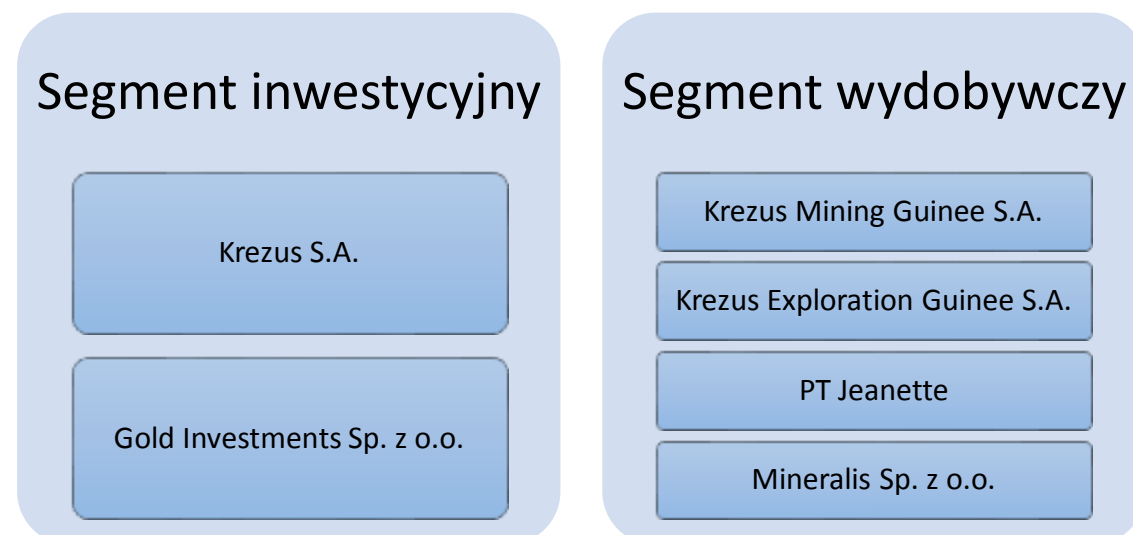 Segment inwestycyjny
Krezus S.A.
Gold Investments Sp. z o.o.
Segment wydobywczy
Krezus Mining Guinee S.A.
Krezus Exploration Guinee S.A.
PT Jeanette
Mineralis Sp. z o.o.